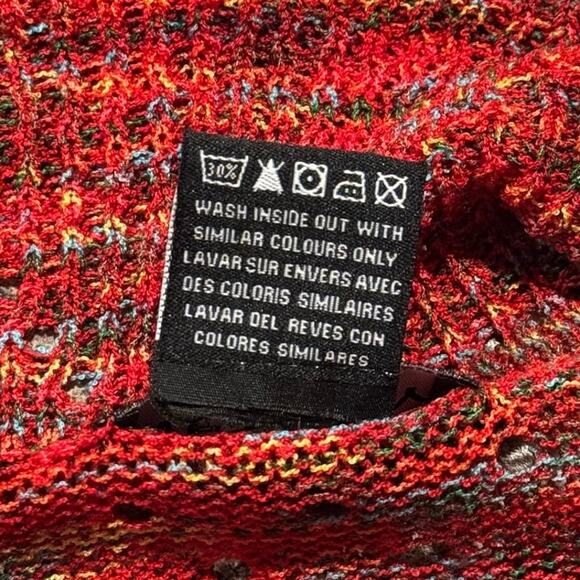 30%
WASH INSIDE OUT WITH
SIMILAR COLOURS ONLY
LAVAR SUR ENVERS AVEC
DES COLORIS SIMILAIRES
LAVAR DEL REVES CON
COLORES SIMILARES